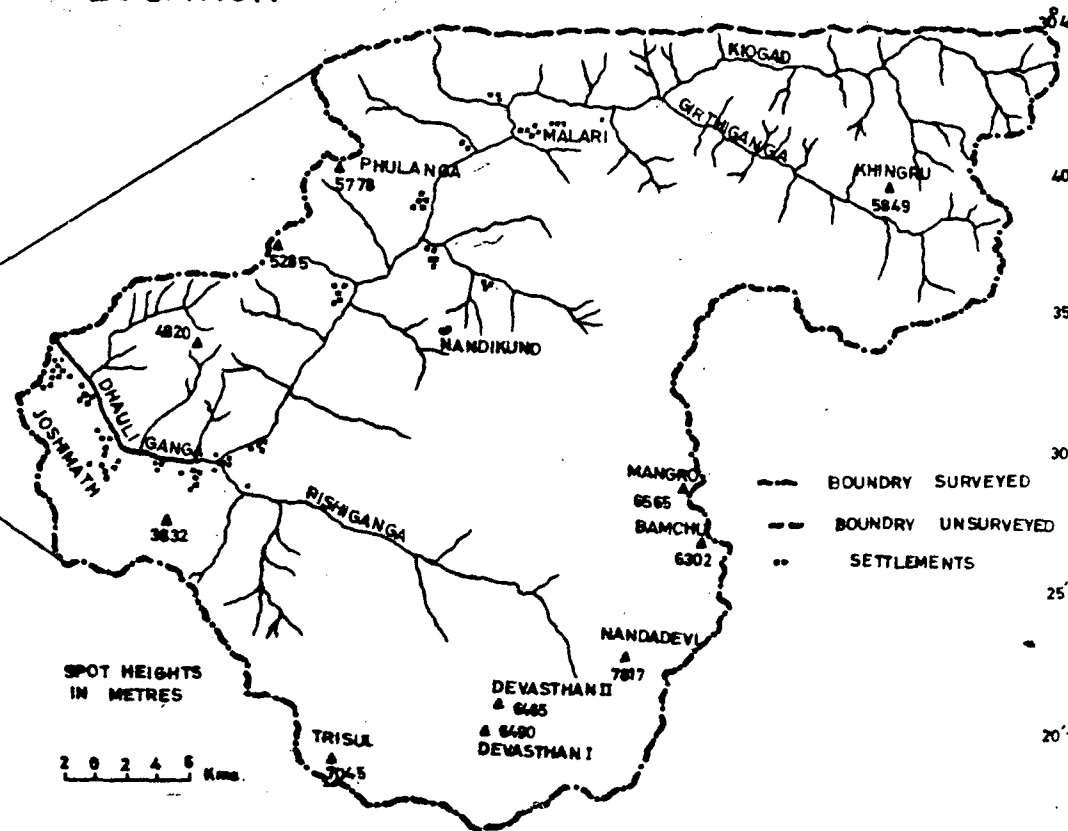 30°4
KIOGAD
GIRTHIGANGA
MALARI
PHULANGA
5778
KHINGRU
5849
40
5285
35
4820
NANDIKUND
DHAULI
GANGA
JOSHIMATH
30
MANGRO
6565
BOUNDRY SURVEYED
RISHIGANGA
BAMCHU
6302
BOUNDRY UNSURVEYED
3832
SETTLEMENTS
25'
NANDADEVI
7817
SPOT HEIGHTS
IN METRES
DEVASTHAN II
6465
6480
DEVASTHAN I
20'
TRISUL
7045
2 0 2 4 6 Kms.